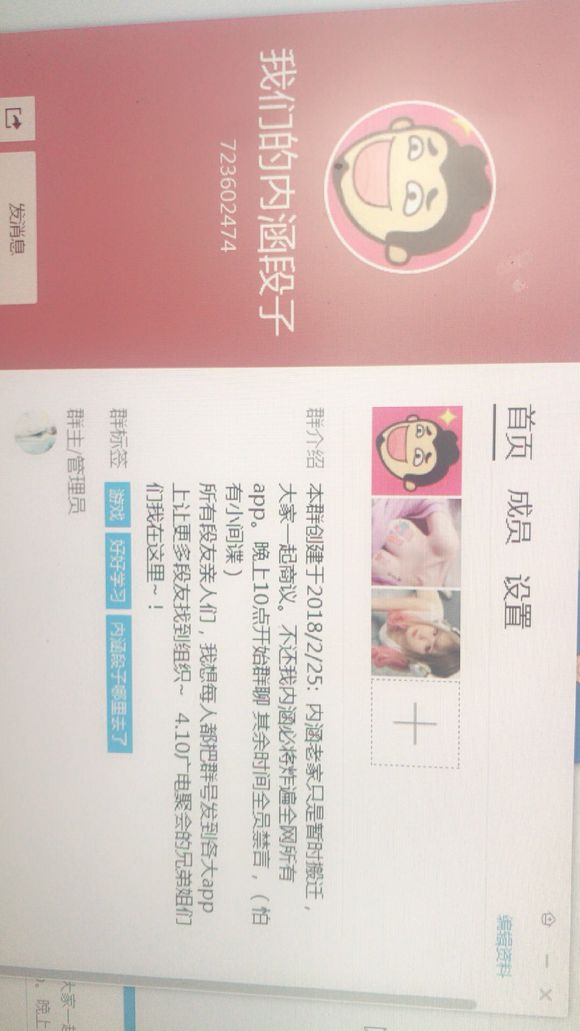 我们的内涵段子
723602474
发消息
首页 成员 设置
编辑资料
群介绍
本群创建于2018/2/25: 内涵老家只是暂时搬迁，
大家一起商议。不还我内涵必将炸遍全网所有
app。晚上10点开始群聊 其余时间全员禁言，（怕
有小间谍）
所有段友亲人们，我想每人都把群号发到各大app
上让更多段友找到组织~ 4.10广电聚会的兄弟姐们
们我在这里~！
群标签
游戏 好好学习 内涵段子哪里去了
群主/管理员
大家一起
。晚上